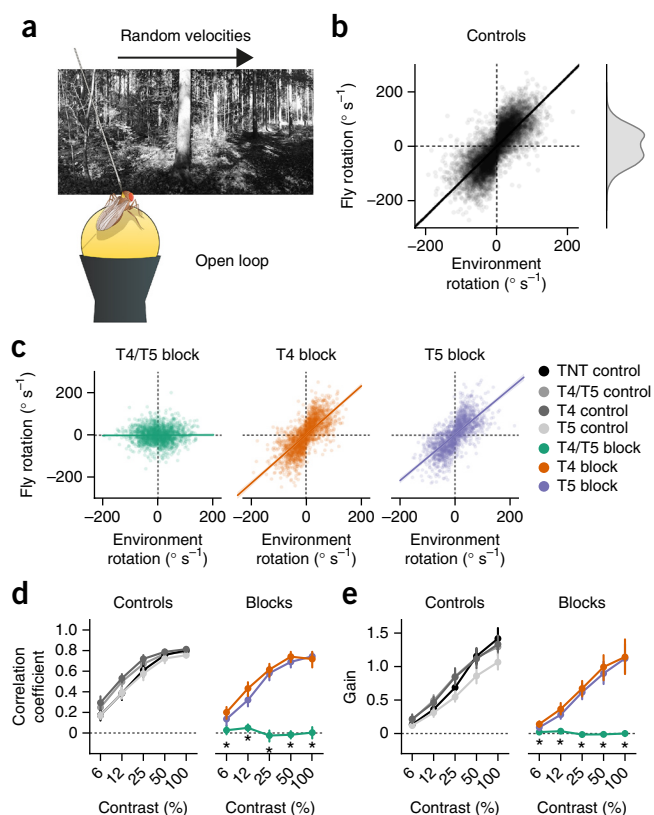 a
Random velocities
Open loop
b
Controls
Fly rotation (° s⁻¹)
200
0
−200
−200 0 200
Environment
rotation (° s⁻¹)
c
T4/T5 block
T4 block
T5 block
Fly rotation (° s⁻¹)
200
0
−200
−200 0 200
−200 0 200
−200 0 200
Environment
rotation (° s⁻¹)
Environment
rotation (° s⁻¹)
Environment
rotation (° s⁻¹)
TNT control
T4/T5 control
T4 control
T5 control
T4/T5 block
T4 block
T5 block
d
Controls
Blocks
Correlation
coefficient
1.0
0.8
0.6
0.4
0.2
0
* * * * *
6 12 25 50 100
6 12 25 50 100
Contrast (%)
Contrast (%)
e
Controls
Blocks
Gain
1.5
1.0
0.5
0
* * * * *
6 12 25 50 100
6 12 25 50 100
Contrast (%)
Contrast (%)